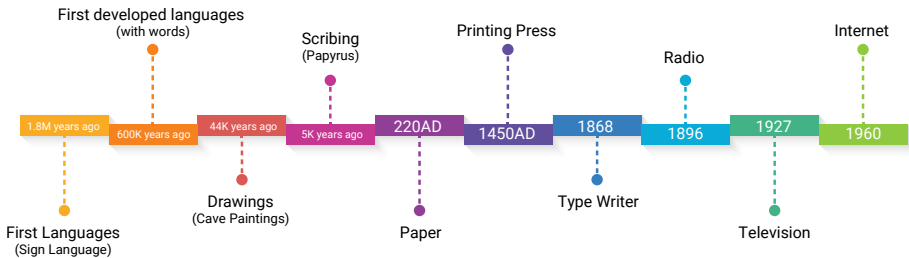 First developed languages
(with words)
Scribing
(Papyrus)
Printing Press
Radio
Internet
1.8M years ago
600K years ago
44K years ago
5K years ago
220AD
1450AD
1868
1896
1927
1960
First Languages
(Sign Language)
Drawings
(Cave Paintings)
Paper
Type Writer
Television